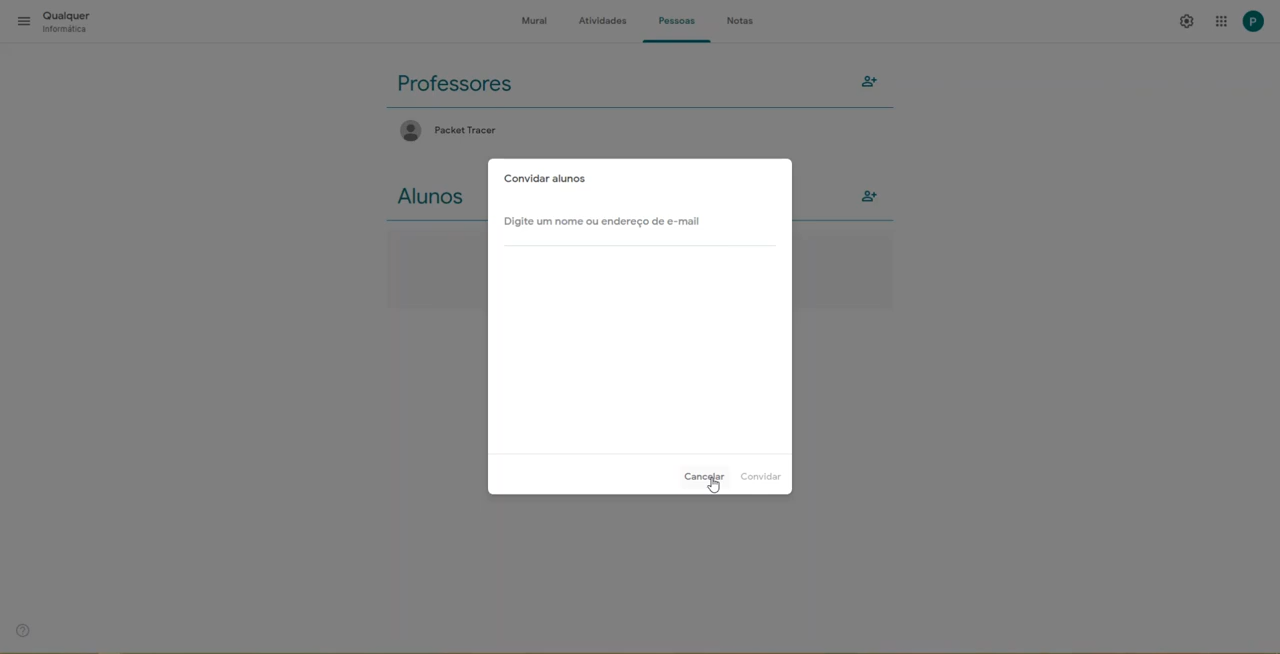 Qualquer
Informática
Mural
Atividades
Pessoas
Notas
P
Professores
Packet Tracer
Alunos
Convidar alunos
Digite um nome ou endereço de e-mail
Cancelar
Convidar